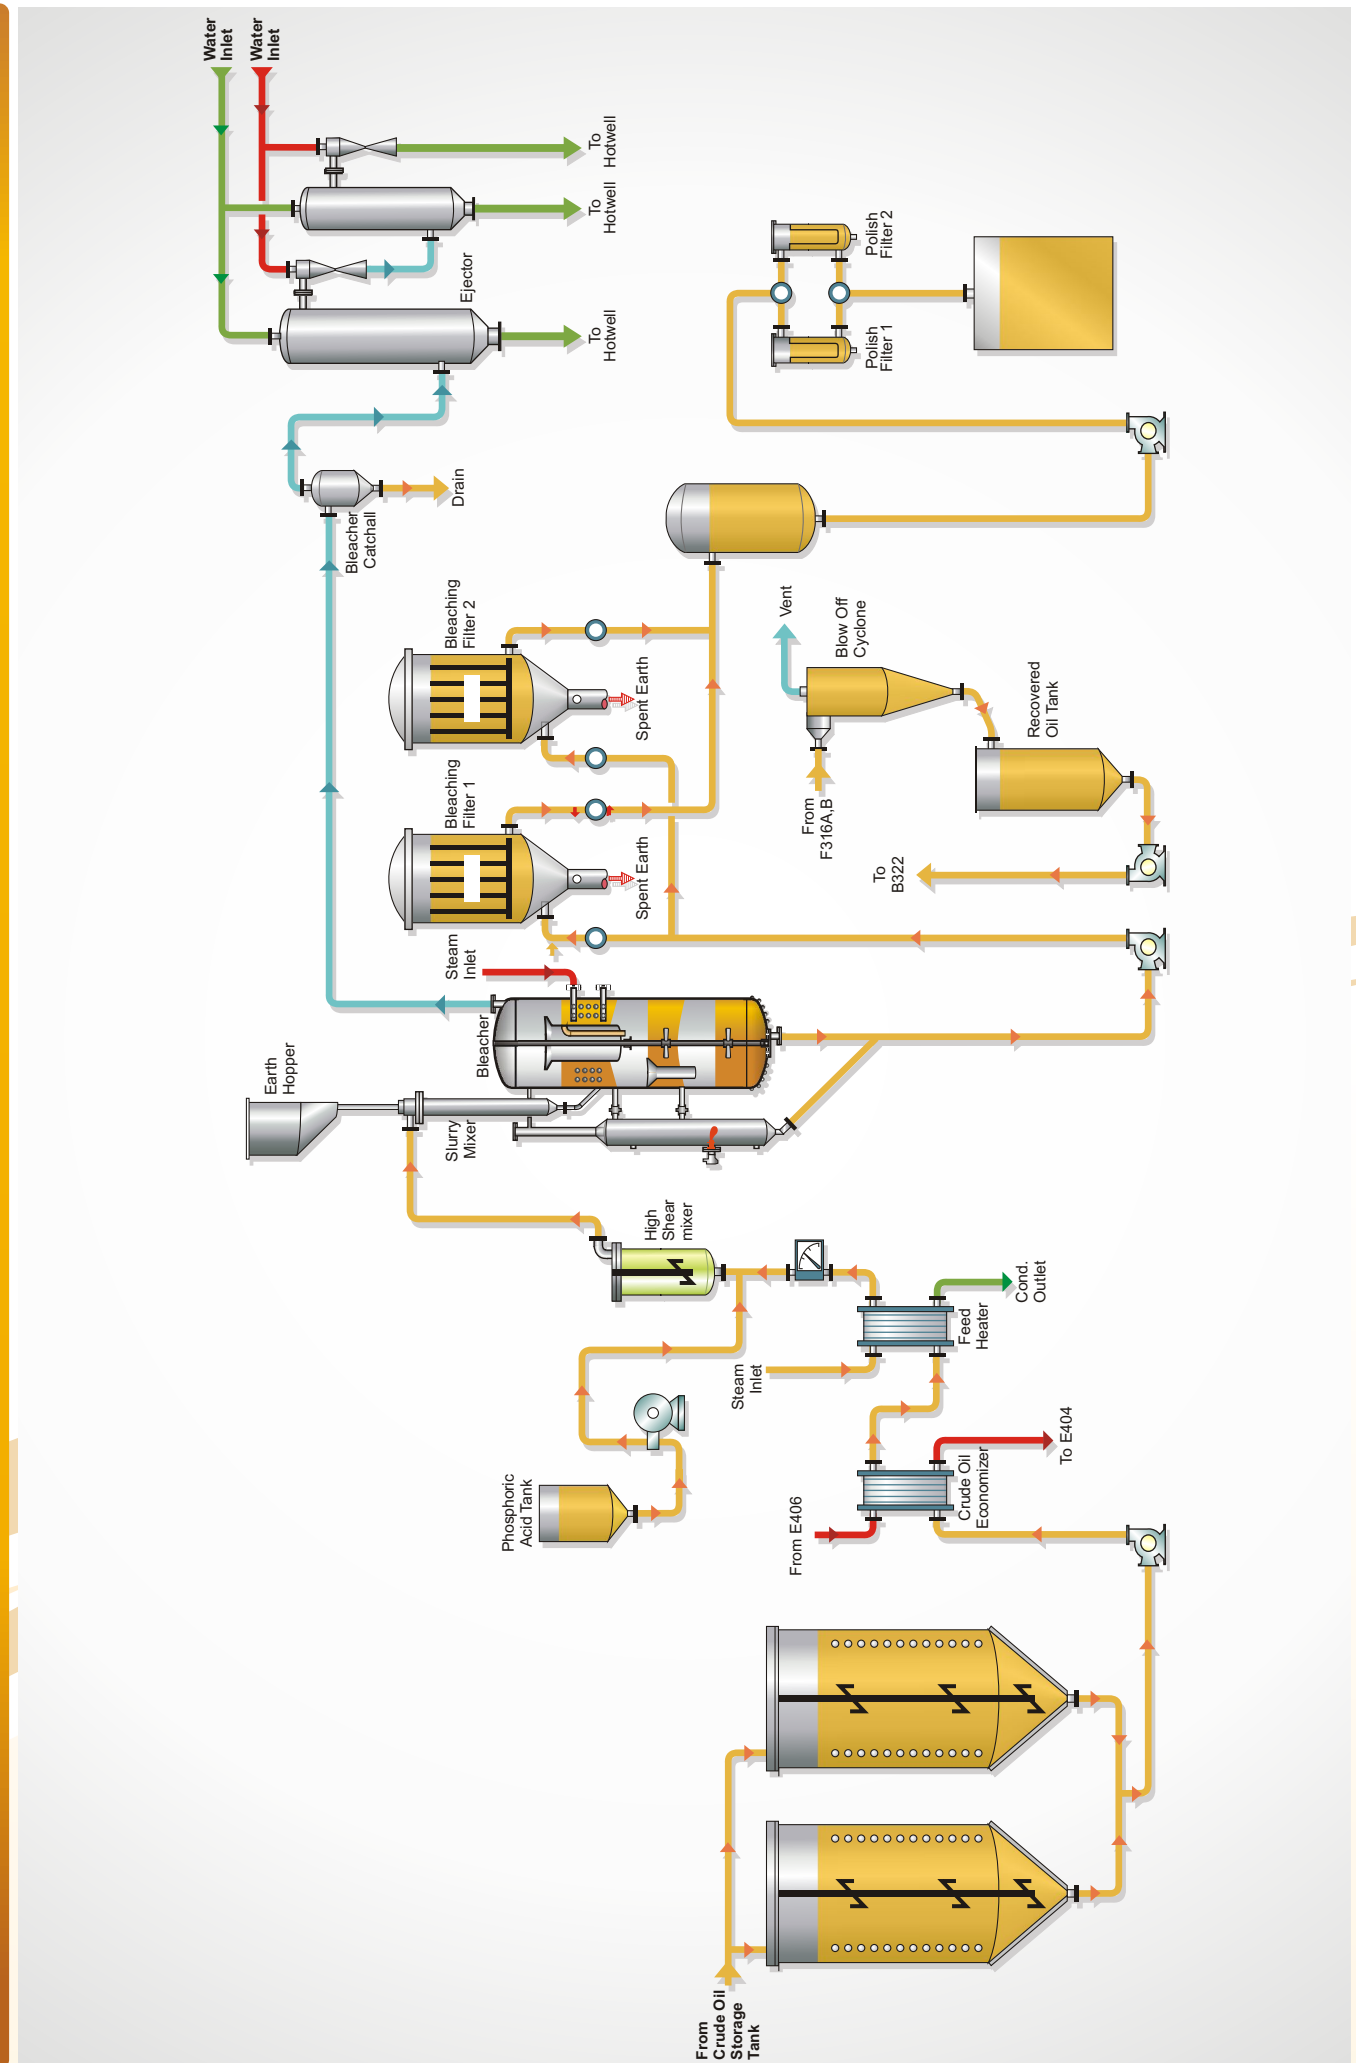 From
Crude Oil
Storage
Tank
From E406
Crude Oil
Economizer
To E404
Phosphoric
Acid Tank
Steam
Inlet
Feed
Heater
Cond.
Outlet
High
Shear
mixer
Earth
Hopper
Slurry
Mixer
Bleacher
Steam
Inlet
Bleaching
Filter 1
Spent Earth
Bleaching
Filter 2
Spent Earth
To
B322
From
F316A,B
Vent
Blow Off
Cyclone
Recovered
Oil Tank
Bleacher
Catchall
Drain
Ejector
To
Hotwell
To
Hotwell
To
Hotwell
Water
Inlet
Water
Inlet
Polish
Filter 1
Polish
Filter 2